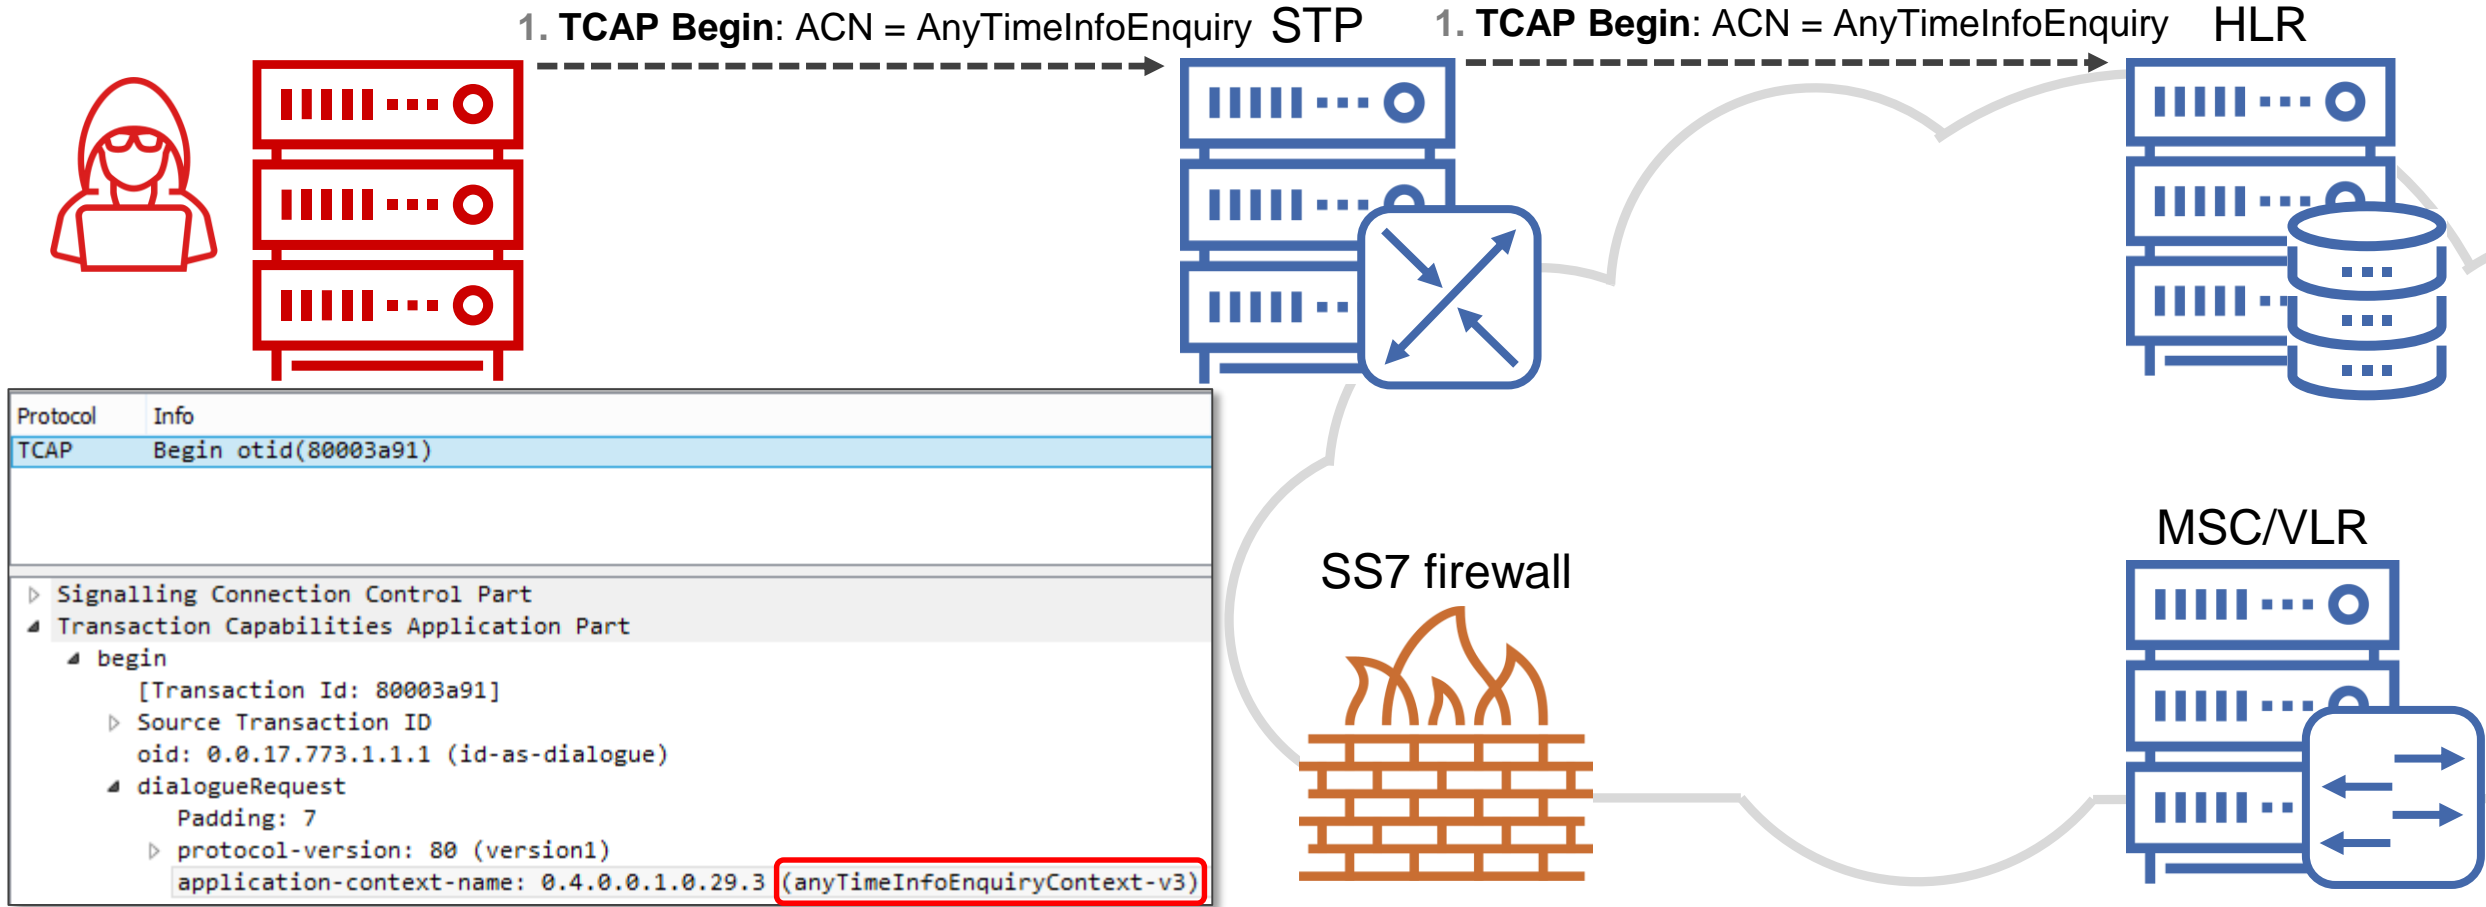 1. TCAP Begin: ACN = AnyTimeInfoEnquiry
STP
1. TCAP Begin: ACN = AnyTimeInfoEnquiry
HLR
Protocol Info
TCAP Begin otid(80003a91)
Signalling Connection Control Part
Transaction Capabilities Application Part
begin
[Transaction Id: 80003a91]
Source Transaction ID
oid: 0.0.17.773.1.1.1 (id-as-dialogue)
dialogueRequest
Padding: 7
protocol-version: 80 (version1)
application-context-name: 0.4.0.0.1.0.29.3 (anyTimeInfoEnquiryContext-v3)
SS7 firewall
MSC/VLR